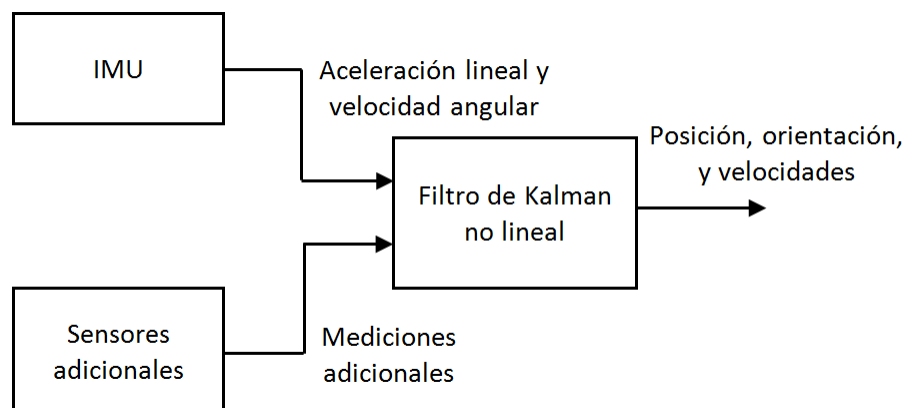 IMU
Aceleración lineal y
velocidad angular
Posición, orientación,
y velocidades
Filtro de Kalman
no lineal
Sensores
adicionales
Mediciones
adicionales